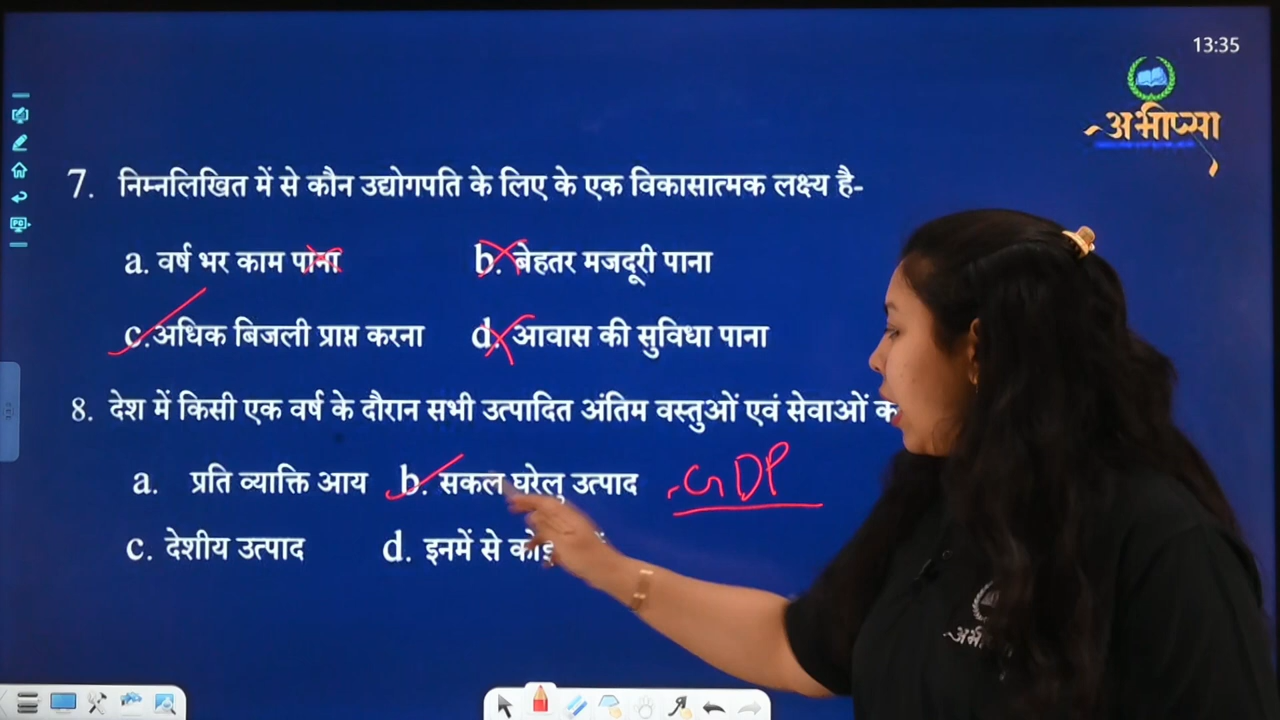 13:35
अभीप्सा
7. निम्नलिखित में से कौन उद्योगपति के लिए के एक विकासात्मक लक्ष्य है-
a. वर्ष भर काम पाना b. बेहतर मजदूरी पाना
c. अधिक बिजली प्राप्त करना d. आवास की सुविधा पाना
8. देश में किसी एक वर्ष के दौरान सभी उत्पादित अंतिम वस्तुओं एवं सेवाओं
a. प्रति व्याक्ति आय b. सकल घरेलु उत्पाद GDP
c. देशीय उत्पाद d. इनमें से